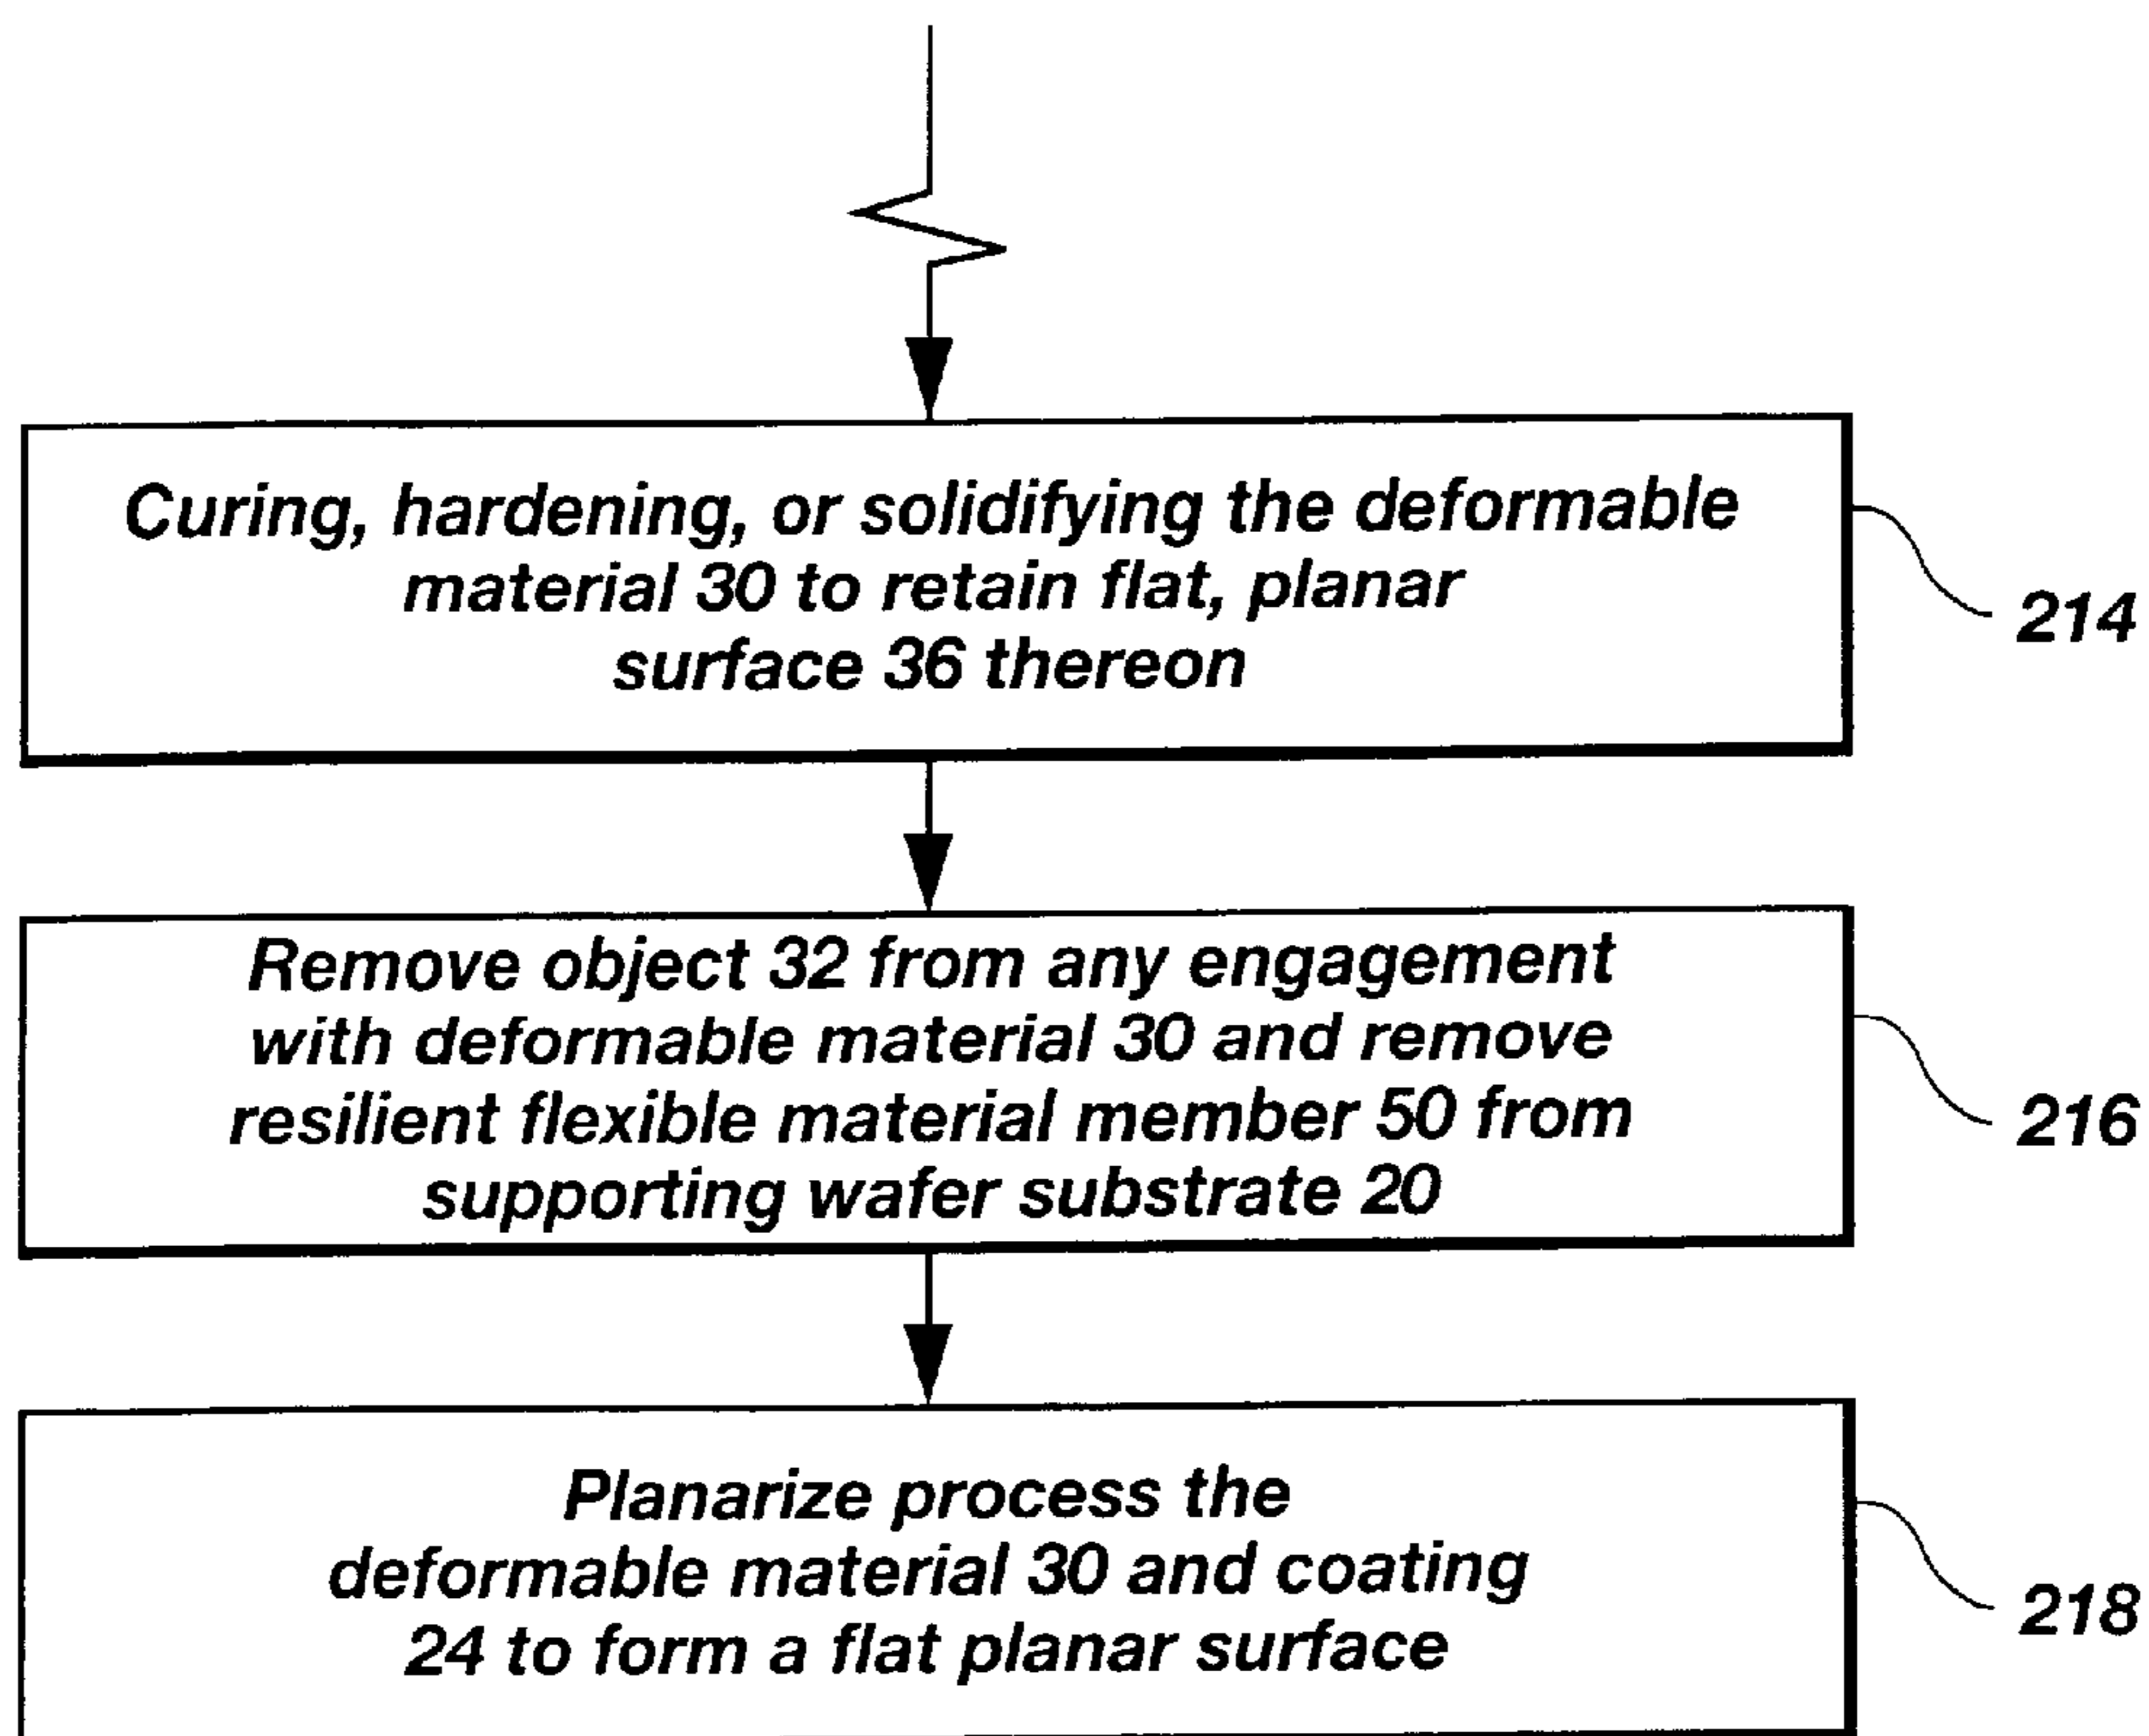 Curing, hardening, or solidifying the deformable
material 30 to retain flat, planar
surface 36 thereon
214
Remove object 32 from any engagement
with deformable material 30 and remove
resilient flexible material member 50 from
supporting wafer substrate 20
216
Planarize process the
deformable material 30 and coating
24 to form a flat planar surface
218